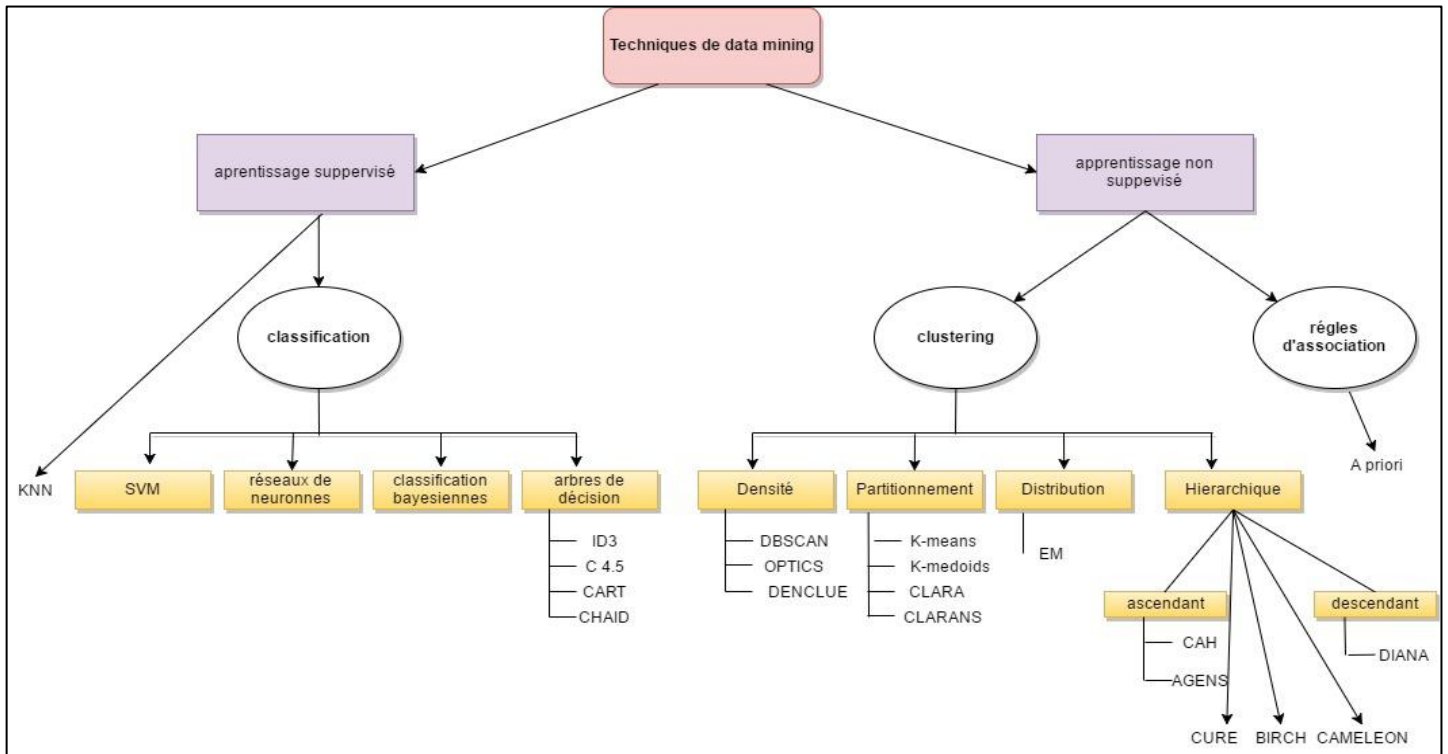 Techniques de data mining
aprentissage suppervisé
apprentissage non
suppevisé
classification
clustering
régles
d'association
KNN
SVM
réseaux de
neuronnes
classification
bayesiennes
arbres de
décision
ID3
C 4.5
CART
CHAID
Densité
DBSCAN
OPTICS
DENCLUE
Partitionnement
K-means
K-medoids
CLARA
CLARANS
Distribution
EM
Hierarchique
ascendant
CAH
AGENS
descendant
DIANA
CURE
BIRCH
CAMELEON
A priori